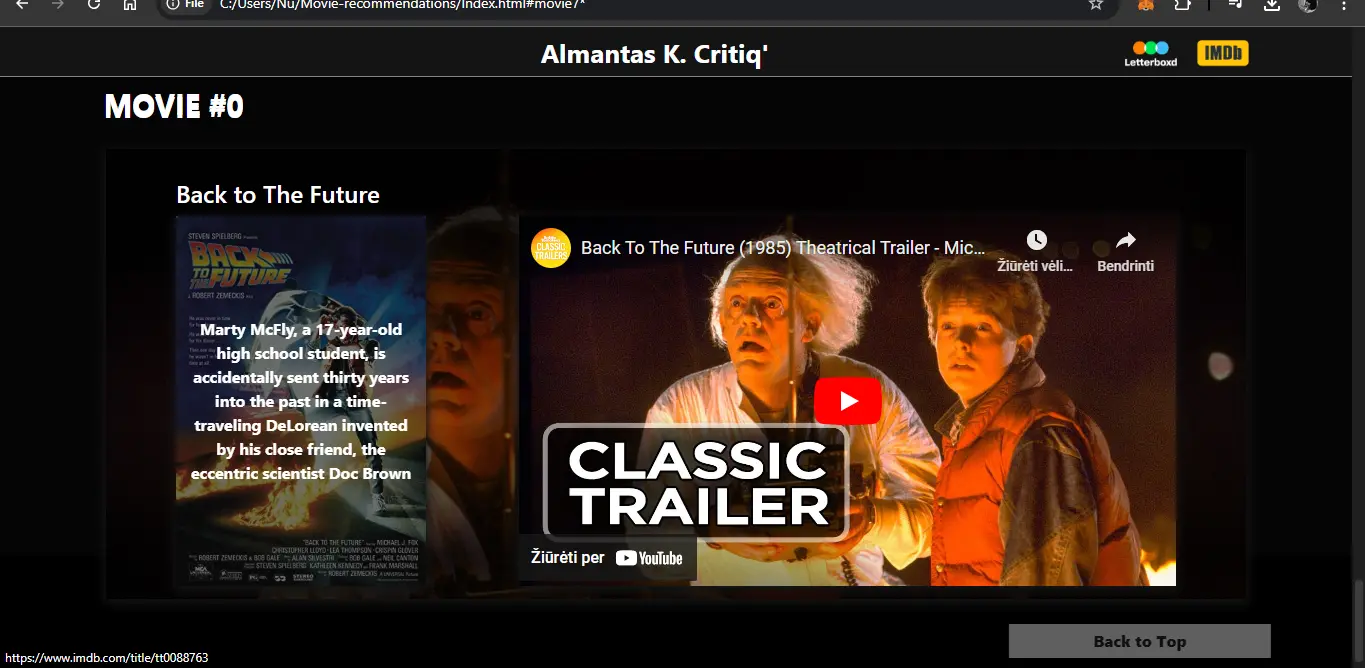 File
C:/Users/Nu/Movie-recommendations/Index.html#movie7*
Almantas K. Critiq'
Letterboxd
IMDb
MOVIE #0
Back to The Future
STEVEN SPIELBERG Presents
BACK
TO THE
FUTURE
A ROBERT ZEMECKIS Film
Marty McFly, a 17-year-old
high school student, is
accidentally sent thirty years
into the past in a time-
traveling DeLorean invented
by his close friend, the
eccentric scientist Doc Brown
"BACK TO THE FUTURE" MICHAEL J. FOX
CHRISTOPHER LLOYD · LEA THOMPSON · CRISPIN GLOVER
ROBERT ZEMECKIS & BOB GALE ALAN SILVESTRI BOB GALE NEIL CANTON
STEVEN SPIELBERG KATHLEEN KENNEDY FRANK MARSHALL
ROBERT ZEMECKIS
CLASSIC
TRAILERS
Back To The Future (1985) Theatrical Trailer - Mic...
Žiūrėti vėli...
Bendrinti
CLASSIC
TRAILER
Žiūrėti per YouTube
Back to Top
https://www.imdb.com/title/tt0088763